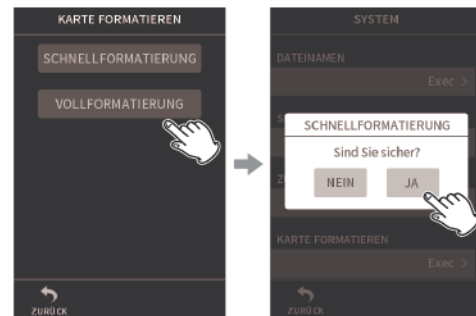 KARTE FORMATIEREN
SCHNELLFORMATIERUNG
VOLLFORMATIERUNG
ZURÜCK
SYSTEM
DATEINAMEN
Exec >
S
SCHNELLFORMATIERUNG
Sind Sie sicher?
NEIN
JA
Z
KARTE FORMATIEREN
Exec >
ZURÜCK